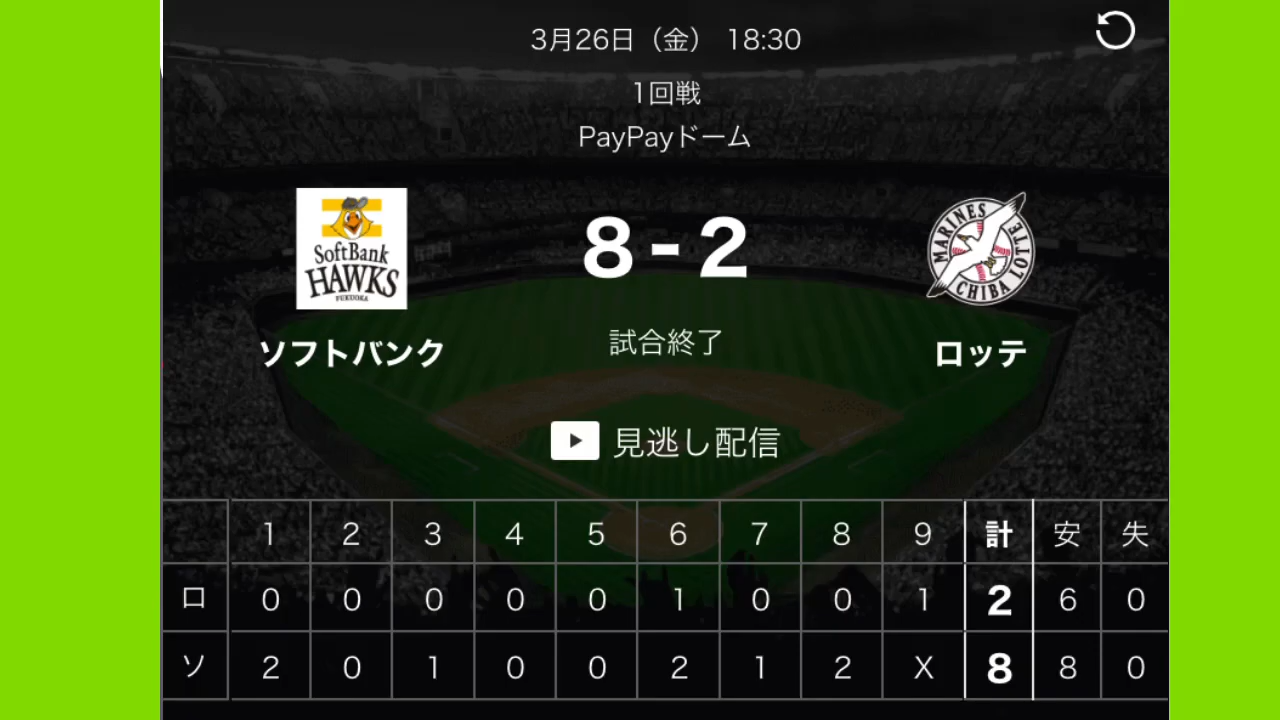 3月26日（金） 18:30
1回戦
PayPayドーム
SoftBank
HAWKS
FUKUOKA
8 - 2
MARINES
CHIBA LOTTE
ソフトバンク
試合終了
ロッテ
見逃し配信
1 2 3 4 5 6 7 8 9 計 安 失
ロ 0 0 0 0 0 1 0 0 1 2 6 0
ソ 2 0 1 0 0 2 1 2 X 8 8 0